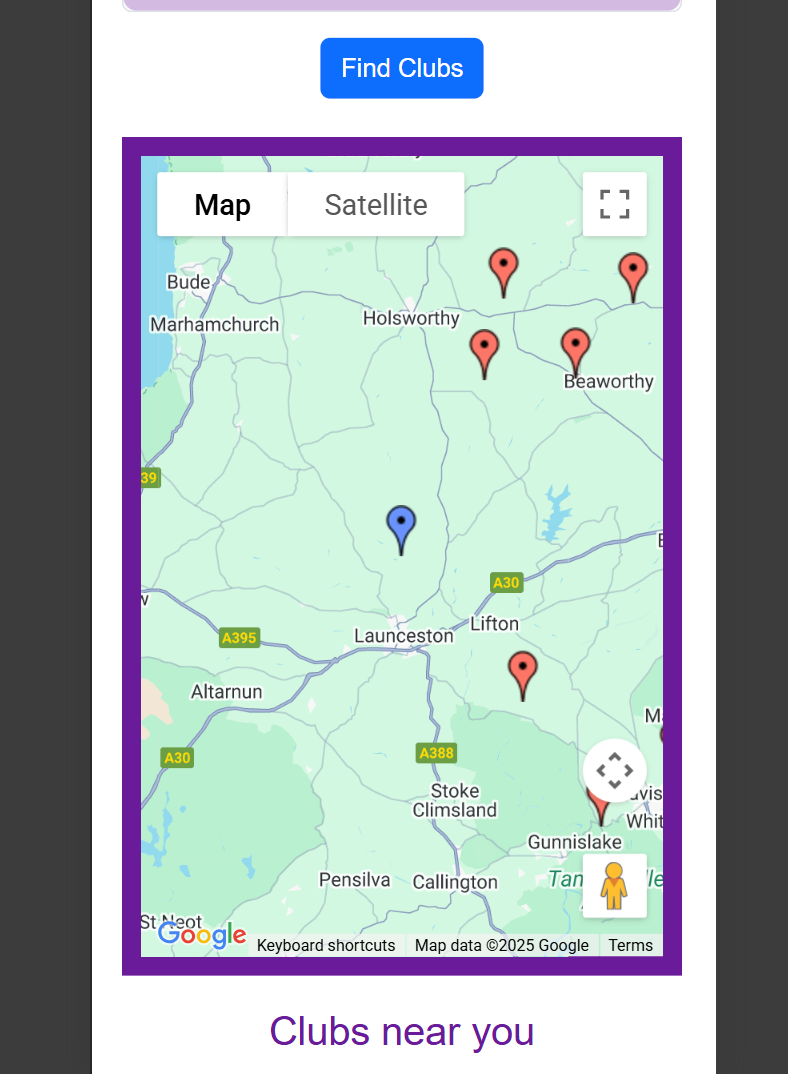 Find Clubs
Map
Satellite
Bude
Marhamchurch
Holsworthy
Beaworthy
39
A30
Lifton
A395
Launceston
Altarnun
A388
A30
Stoke
Climsland
Gunnislake
Pensilva
Callington
St Neot
Google
Keyboard shortcuts
Map data ©2025 Google
Terms
Clubs near you